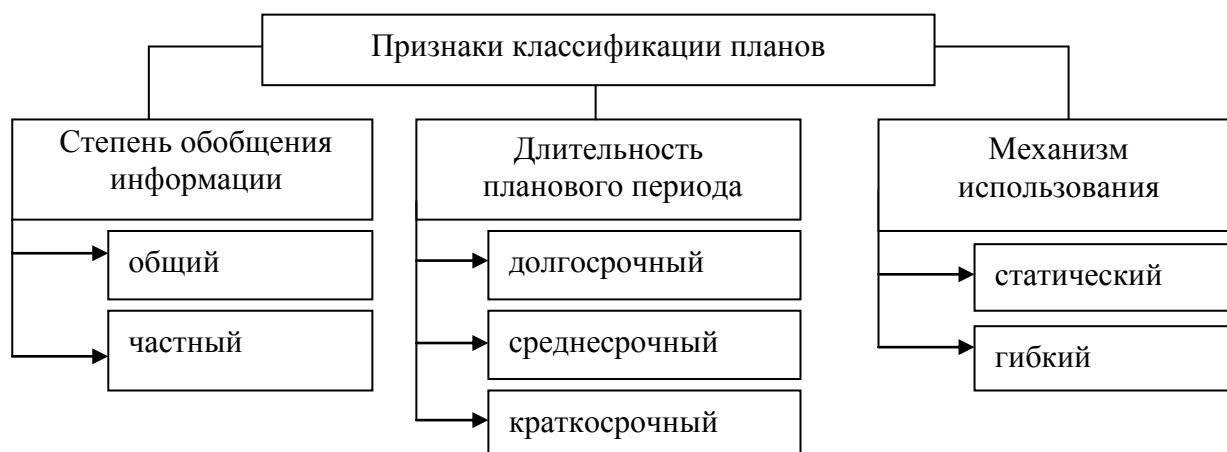 Признаки классификации планов
Степень обобщения
информации
общий
частный
Длительность
планового периода
долгосрочный
среднесрочный
краткосрочный
Механизм
использования
статический
гибкий